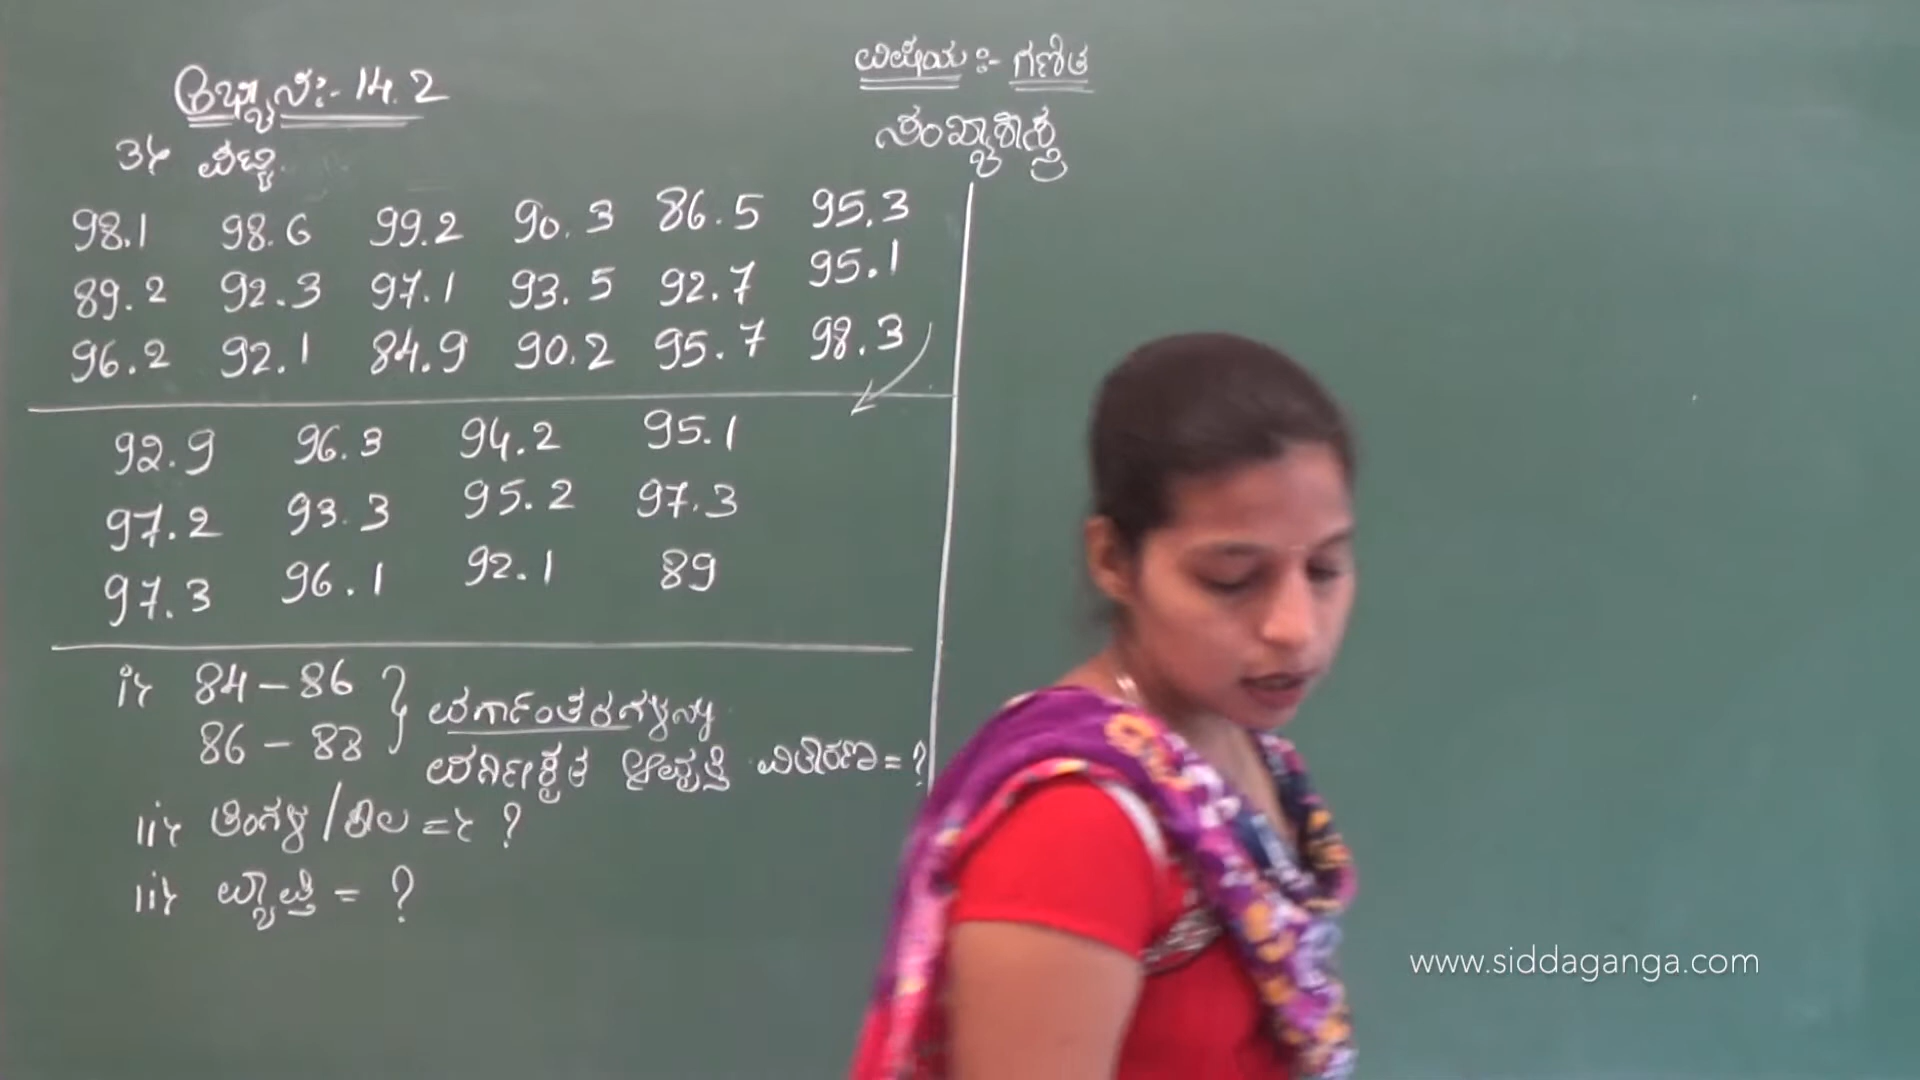 ಅಭ್ಯಾಸ:- 14.2
ವಿಷಯ :- ಗಣಿತ
ಸಂಖ್ಯಾಶಾಸ್ತ್ರ
3)
98.1 98.6 99.2 90.3 86.5 95.3
89.2 92.3 97.1 93.5 92.7 95.1
96.2 92.1 84.9 90.2 95.7 98.3
92.9 96.3 94.2 95.1
97.2 93.3 95.2 97.3
97.3 96.1 92.1 89
i) 84 - 86
86 - 88
ವರ್ಗಾಂತರಗಳನ್ನು
ವರ್ಗೀಕೃತ ಆವೃತ್ತಿ ವಿತರಣಾ = ?
ii) ತಿಂಗಳ / ಕಾಲ => ?
iii) ವ್ಯಾಪ್ತಿ = ?
www.siddaganga.com